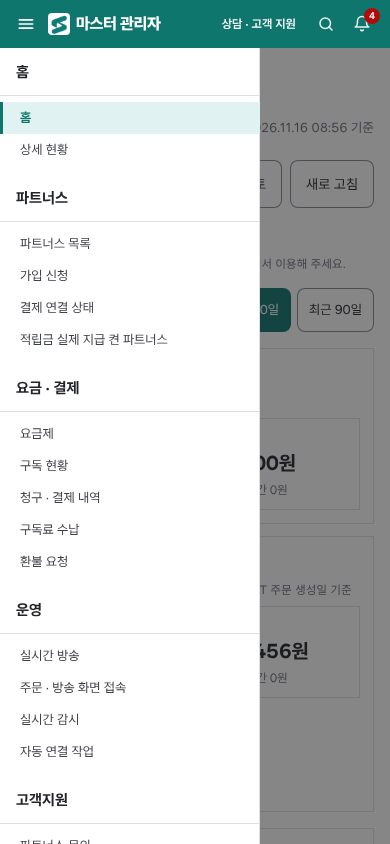 마스터 관리자
상담 · 고객 지원
4
홈
홈
상세 현황
파트너스
파트너스 목록
가입 신청
결제 연결 상태
적립금 실제 지급 켠 파트너스
요금 · 결제
요금제
구독 현황
청구 · 결제 내역
구독료 수납
환불 요청
운영
실시간 방송
주문 · 방송 화면 접속
실시간 감시
자동 연결 작업
고객지원
26.11.16 08:56 기준
새로 고침
서 이용해 주세요.
0일
최근 90일
00원
간 0원
T 주문 생성일 기준
456원
간 0원